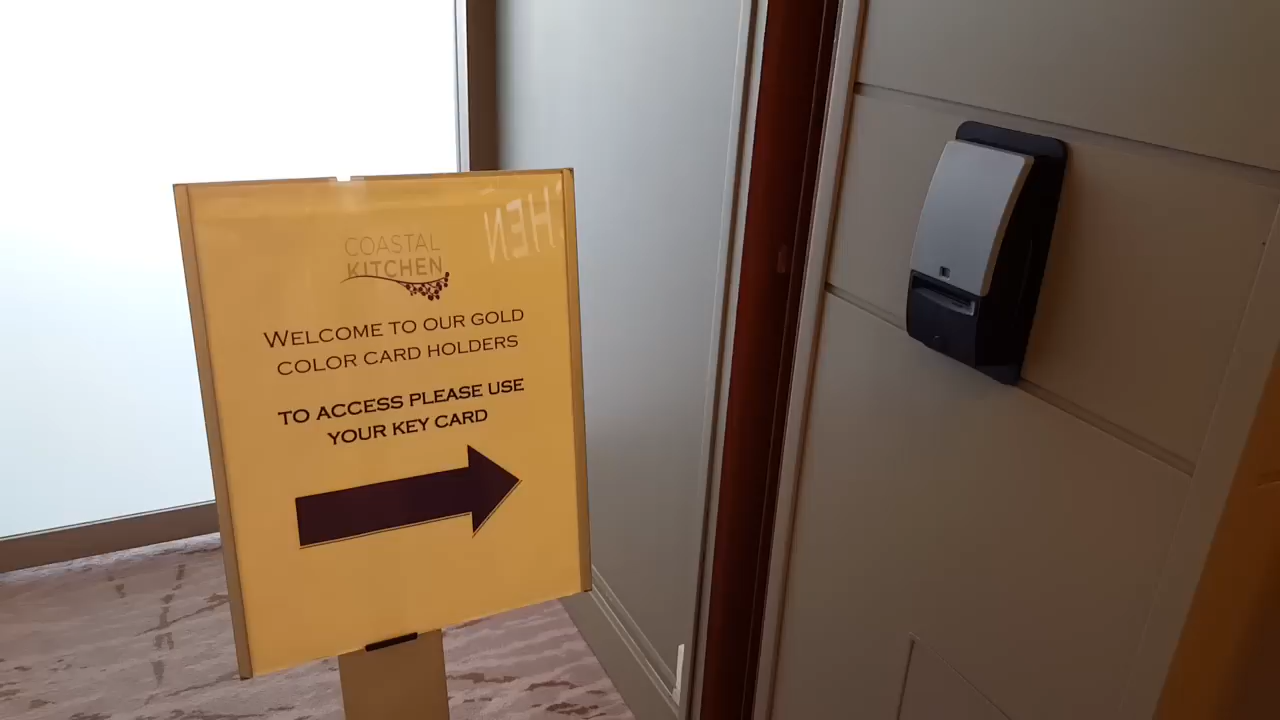 COASTAL
KITCHEN
WELCOME TO OUR GOLD
COLOR CARD HOLDERS
TO ACCESS PLEASE USE
YOUR KEY CARD